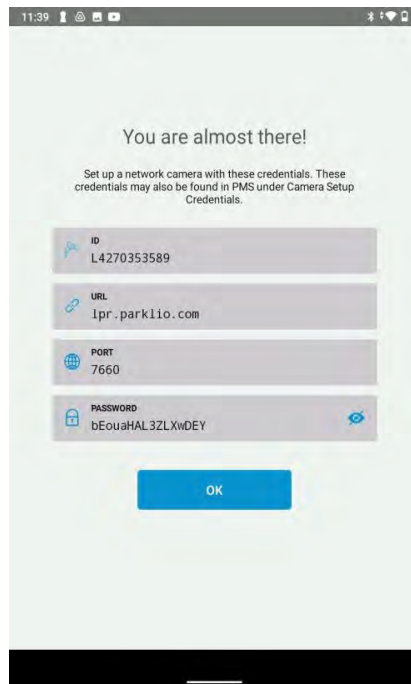 11:39
You are almost there!
Set up a network camera with these credentials. These
credentials may also be found in PMS under Camera Setup
Credentials.
ID
L4270353589
URL
lpr.parklio.com
PORT
7660
PASSWORD
bEouaHAL3ZLXwDEY
OK